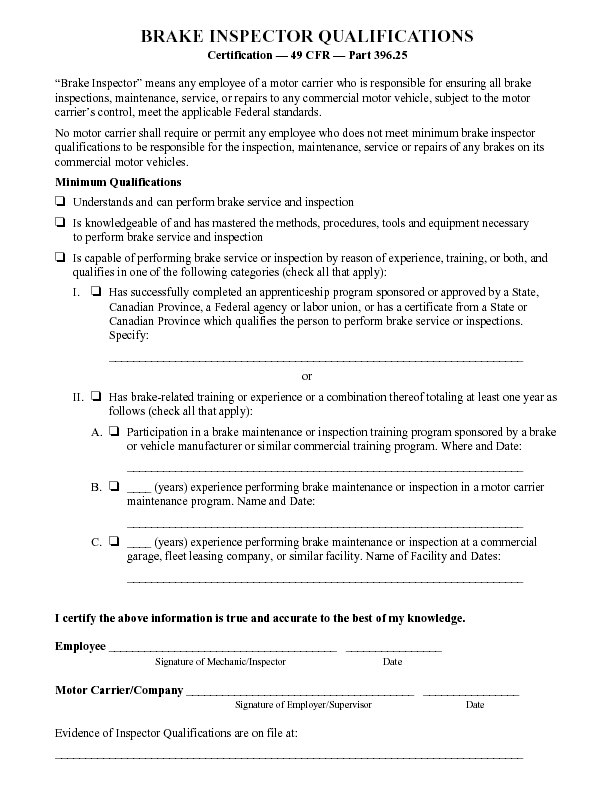 BRAKE INSPECTOR QUALIFICATIONS
Certification — 49 CFR — Part 396.25
“Brake Inspector” means any employee of a motor carrier who is responsible for ensuring all brake
inspections, maintenance, service, or repairs to any commercial motor vehicle, subject to the motor
carrier’s control, meet the applicable Federal standards.
No motor carrier shall require or permit any employee who does not meet minimum brake inspector
qualifications to be responsible for the inspection, maintenance, service or repairs of any brakes on its
commercial motor vehicles.
Minimum Qualifications
❏ Understands and can perform brake service and inspection
❏ Is knowledgeable of and has mastered the methods, procedures, tools and equipment necessary
to perform brake service and inspection
❏ Is capable of performing brake service or inspection by reason of experience, training, or both, and
qualifies in one of the following categories (check all that apply):
I. ❏ Has successfully completed an apprenticeship program sponsored or approved by a State,
Canadian Province, a Federal agency or labor union, or has a certificate from a State or
Canadian Province which qualifies the person to perform brake service or inspections.
Specify:
or
II. ❏ Has brake-related training or experience or a combination thereof totaling at least one year as
follows (check all that apply):
A. ❏ Participation in a brake maintenance or inspection training program sponsored by a brake
or vehicle manufacturer or similar commercial training program. Where and Date:
B. ❏ ____ (years) experience performing brake maintenance or inspection in a motor carrier
maintenance program. Name and Date:
C. ❏ ____ (years) experience performing brake maintenance or inspection at a commercial
garage, fleet leasing company, or similar facility. Name of Facility and Dates:
I certify the above information is true and accurate to the best of my knowledge.
Employee
Signature of Mechanic/Inspector Date
Motor Carrier/Company
Signature of Employer/Supervisor Date
Evidence of Inspector Qualifications are on file at: